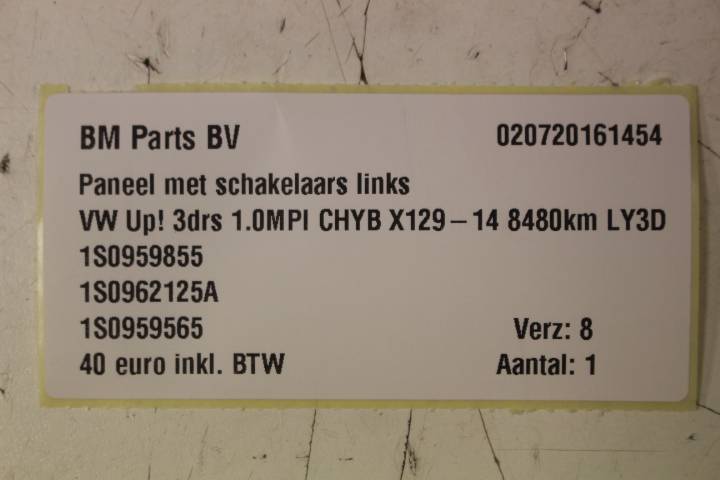 BM Parts BV 020720161454
Paneel met schakelaars links
VW Up! 3drs 1.0MPI CHYB X129-14 8480km LY3D
1S0959855
1S0962125A
1S0959565 Verz: 8
40 euro inkl. BTW Aantal: 1